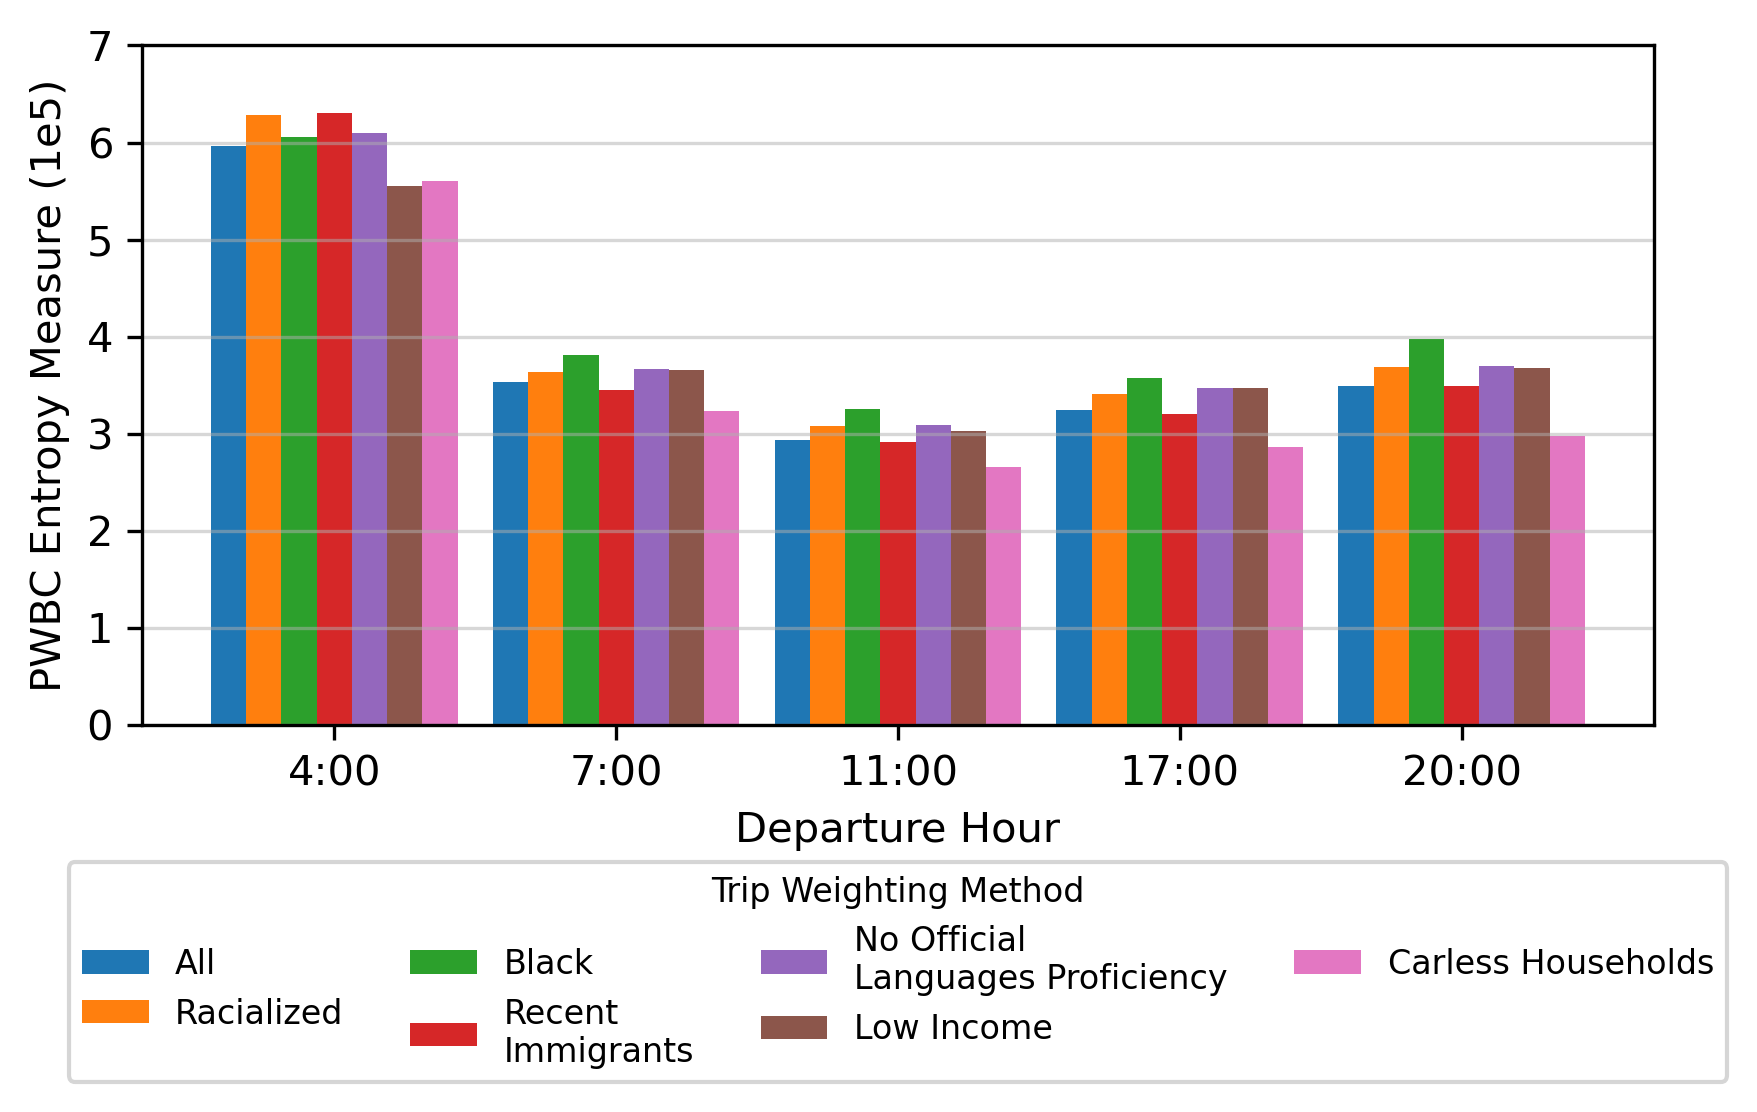 PWBC Entropy Measure (1e5)
7
6
5
4
3
2
1
0
4:00
7:00
11:00
17:00
20:00
Departure Hour
Trip Weighting Method
All
Racialized
Black
Recent
Immigrants
No Official
Languages Proficiency
Low Income
Carless Households